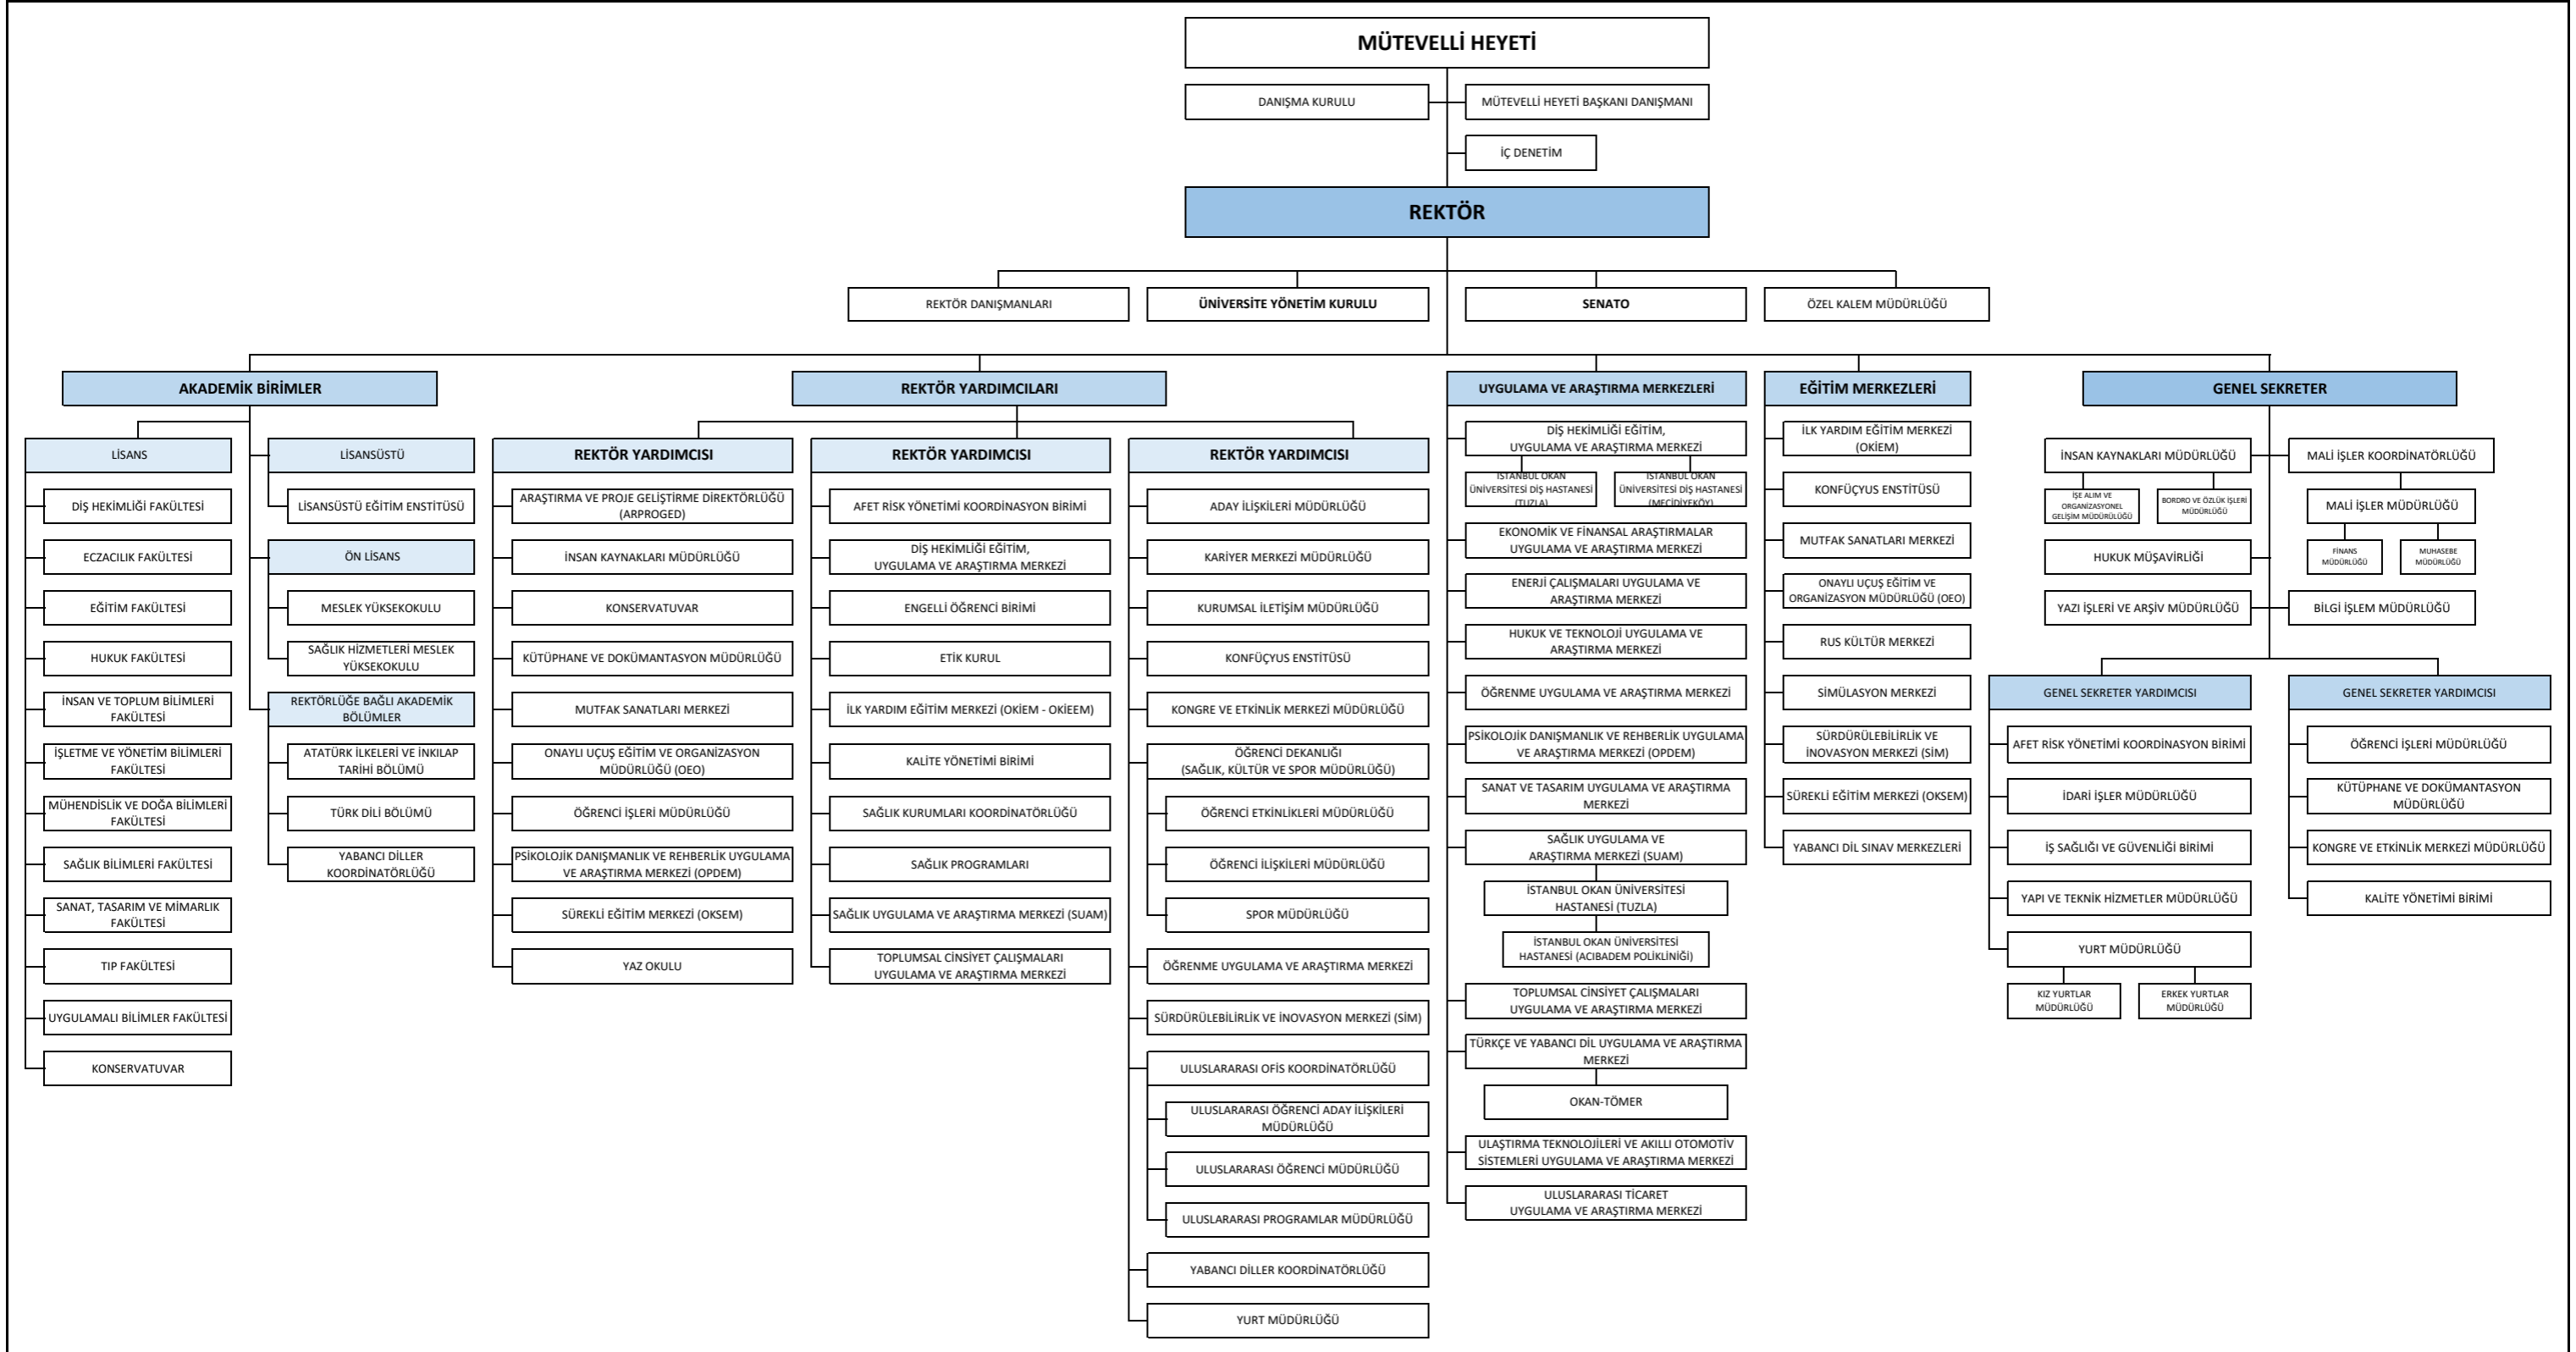 MÜTEVELLİ HEYETİ
DANIŞMA KURULU
MÜTEVELLİ HEYETİ BAŞKANI DANIŞMANI
İÇ DENETİM
REKTÖR
REKTÖR DANIŞMANLARI
ÜNİVERSİTE YÖNETİM KURULU
SENATO
ÖZEL KALEM MÜDÜRLÜĞÜ
AKADEMİK BİRİMLER
LİSANS
DİŞ HEKİMLİĞİ FAKÜLTESİ
ECZACILIK FAKÜLTESİ
EĞİTİM FAKÜLTESİ
HUKUK FAKÜLTESİ
İNSAN VE TOPLUM BİLİMLERİ
FAKÜLTESİ
İŞLETME VE YÖNETİM BİLİMLERİ
FAKÜLTESİ
MÜHENDİSLİK VE DOĞA BİLİMLERİ
FAKÜLTESİ
SAĞLIK BİLİMLERİ FAKÜLTESİ
SANAT, TASARIM VE MİMARLIK
FAKÜLTESİ
TIP FAKÜLTESİ
UYGULAMALI BİLİMLER FAKÜLTESİ
KONSERVATUVAR
LİSANSÜSTÜ
LİSANSÜSTÜ EĞİTİM ENSTİTÜSÜ
ÖN LİSANS
MESLEK YÜKSEKOKULU
SAĞLIK HİZMETLERİ MESLEK
YÜKSEKOKULU
REKTÖRLÜĞE BAĞLI AKADEMİK
BÖLÜMLER
ATATÜRK İLKELERİ VE İNKILAP
TARİHİ BÖLÜMÜ
TÜRK DİLİ BÖLÜMÜ
YABANCI DİLLER
KOORDİNATÖRLÜĞÜ
REKTÖR YARDIMCILARI
REKTÖR YARDIMCISI
ARAŞTIRMA VE PROJE GELİŞTİRME DİREKTÖRLÜĞÜ
(ARPROGED)
İNSAN KAYNAKLARI MÜDÜRLÜĞÜ
KONSERVATUVAR
KÜTÜPHANE VE DOKÜMANTASYON MÜDÜRLÜĞÜ
MUTFAK SANATLARI MERKEZİ
ONAYLI UÇUŞ EĞİTİM VE ORGANİZASYON
MÜDÜRLÜĞÜ (OEO)
ÖĞRENCİ İŞLERİ MÜDÜRLÜĞÜ
PSİKOLOJİK DANIŞMANLIK VE REHBERLİK UYGULAMA
VE ARAŞTIRMA MERKEZİ (OPDEM)
SÜREKLİ EĞİTİM MERKEZİ (OKSEM)
YAZ OKULU
REKTÖR YARDIMCISI
AFET RİSK YÖNETİMİ KOORDİNASYON BİRİMİ
DİŞ HEKİMLİĞİ EĞİTİM,
UYGULAMA VE ARAŞTIRMA MERKEZİ
ENGELLİ ÖĞRENCİ BİRİMİ
ETİK KURUL
İLK YARDIM EĞİTİM MERKEZİ (OKİEM - OKİEEM)
KALİTE YÖNETİMİ BİRİMİ
SAĞLIK KURUMLARI KOORDİNATÖRLÜĞÜ
SAĞLIK PROGRAMLARI
SAĞLIK UYGULAMA VE ARAŞTIRMA MERKEZİ (SUAM)
TOPLUMSAL CİNSİYET ÇALIŞMALARI
UYGULAMA VE ARAŞTIRMA MERKEZİ
REKTÖR YARDIMCISI
ADAY İLİŞKİLERİ MÜDÜRLÜĞÜ
KARİYER MERKEZİ MÜDÜRLÜĞÜ
KURUMSAL İLETİŞİM MÜDÜRLÜĞÜ
KONFÜÇYUS ENSTİTÜSÜ
KONGRE VE ETKİNLİK MERKEZİ MÜDÜRLÜĞÜ
ÖĞRENCİ DEKANLIĞI
(SAĞLIK, KÜLTÜR VE SPOR MÜDÜRLÜĞÜ)
ÖĞRENCİ ETKİNLİKLERİ MÜDÜRLÜĞÜ
ÖĞRENCİ İLİŞKİLERİ MÜDÜRLÜĞÜ
SPOR MÜDÜRLÜĞÜ
ÖĞRENME UYGULAMA VE ARAŞTIRMA MERKEZİ
SÜRDÜRÜLEBİLİRLİK VE İNOVASYON MERKEZİ (SİM)
ULUSLARARASI OFİS KOORDİNATÖRLÜĞÜ
ULUSLARARASI ÖĞRENCİ ADAY İLİŞKİLERİ
MÜDÜRLÜĞÜ
ULUSLARARASI ÖĞRENCİ MÜDÜRLÜĞÜ
ULUSLARARASI PROGRAMLAR MÜDÜRLÜĞÜ
YABANCI DİLLER KOORDİNATÖRLÜĞÜ
YURT MÜDÜRLÜĞÜ
UYGULAMA VE ARAŞTIRMA MERKEZLERİ
DİŞ HEKİMLİĞİ EĞİTİM,
UYGULAMA VE ARAŞTIRMA MERKEZİ
İSTANBUL OKAN
ÜNİVERSİTESİ DİŞ HASTANESİ
(TUZLA)
İSTANBUL OKAN
ÜNİVERSİTESİ DİŞ HASTANESİ
(MECİDİYEKÖY)
EKONOMİK VE FİNANSAL ARAŞTIRMALAR
UYGULAMA VE ARAŞTIRMA MERKEZİ
ENERJİ ÇALIŞMALARI UYGULAMA VE
ARAŞTIRMA MERKEZİ
HUKUK VE TEKNOLOJİ UYGULAMA VE
ARAŞTIRMA MERKEZİ
ÖĞRENME UYGULAMA VE ARAŞTIRMA MERKEZİ
PSİKOLOJİK DANIŞMANLIK VE REHBERLİK UYGULAMA
VE ARAŞTIRMA MERKEZİ (OPDEM)
SANAT VE TASARIM UYGULAMA VE ARAŞTIRMA
MERKEZİ
SAĞLIK UYGULAMA VE
ARAŞTIRMA MERKEZİ (SUAM)
İSTANBUL OKAN ÜNİVERSİTESİ
HASTANESİ (TUZLA)
İSTANBUL OKAN ÜNİVERSİTESİ
HASTANESİ (ACIBADEM POLİKLİNİĞİ)
TOPLUMSAL CİNSİYET ÇALIŞMALARI
UYGULAMA VE ARAŞTIRMA MERKEZİ
TÜRKÇE VE YABANCI DİL UYGULAMA VE ARAŞTIRMA
MERKEZİ
OKAN-TÖMER
ULAŞTIRMA TEKNOLOJİLERİ VE AKILLI OTOMOTİV
SİSTEMLERİ UYGULAMA VE ARAŞTIRMA MERKEZİ
ULUSLARARASI TİCARET
UYGULAMA VE ARAŞTIRMA MERKEZİ
EĞİTİM MERKEZLERİ
İLK YARDIM EĞİTİM MERKEZİ
(OKİEM)
KONFÜÇYUS ENSTİTÜSÜ
MUTFAK SANATLARI MERKEZİ
ONAYLI UÇUŞ EĞİTİM VE
ORGANİZASYON MÜDÜRLÜĞÜ (OEO)
RUS KÜLTÜR MERKEZİ
SİMÜLASYON MERKEZİ
SÜRDÜRÜLEBİLİRLİK VE
İNOVASYON MERKEZİ (SİM)
SÜREKLİ EĞİTİM MERKEZİ (OKSEM)
YABANCI DİL SINAV MERKEZLERİ
GENEL SEKRETER
İNSAN KAYNAKLARI MÜDÜRLÜĞÜ
İŞE ALIM VE
ORGANİZASYONEL
GELİŞİM MÜDÜRÜLÜĞÜ
BORDRO VE ÖZLÜK İŞLERİ
MÜDÜRLÜĞÜ
HUKUK MÜŞAVİRLİĞİ
YAZI İŞLERİ VE ARŞİV MÜDÜRLÜĞÜ
MALİ İŞLER KOORDİNATÖRLÜĞÜ
MALİ İŞLER MÜDÜRLÜĞÜ
FİNANS
MÜDÜRLÜĞÜ
MUHASEBE
MÜDÜRLÜĞÜ
BİLGİ İŞLEM MÜDÜRLÜĞÜ
GENEL SEKRETER YARDIMCISI
AFET RİSK YÖNETİMİ KOORDİNASYON BİRİMİ
İDARİ İŞLER MÜDÜRLÜĞÜ
İŞ SAĞLIĞI VE GÜVENLİĞİ BİRİMİ
YAPI VE TEKNİK HİZMETLER MÜDÜRLÜĞÜ
YURT MÜDÜRLÜĞÜ
KIZ YURTLAR
MÜDÜRLÜĞÜ
ERKEK YURTLAR
MÜDÜRLÜĞÜ
GENEL SEKRETER YARDIMCISI
ÖĞRENCİ İŞLERİ MÜDÜRLÜĞÜ
KÜTÜPHANE VE DOKÜMANTASYON
MÜDÜRLÜĞÜ
KONGRE VE ETKİNLİK MERKEZİ MÜDÜRLÜĞÜ
KALİTE YÖNETİMİ BİRİMİ